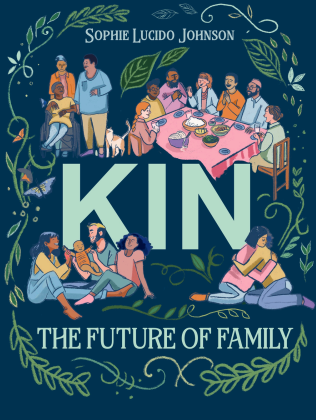 SOPHIE LUCIDO JOHNSON
KIN
THE FUTURE OF FAMILY